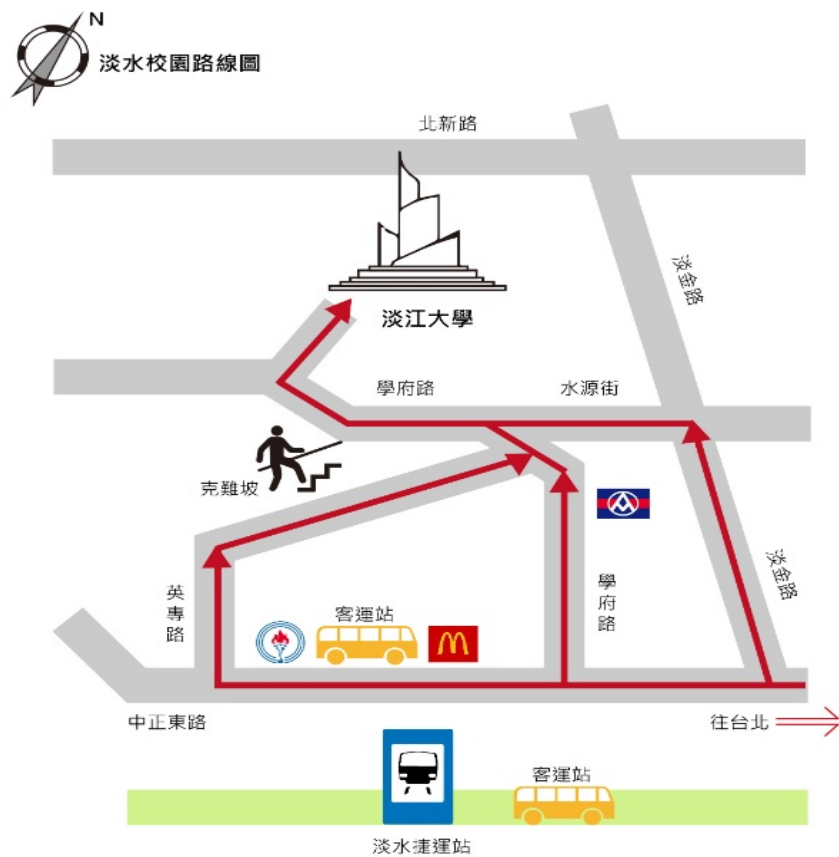 N
淡水校園路線圖
北新路
淡金路
淡江大學
學府路
水源街
克難坡
淡金路
學府路
英專路
客運站
中正東路
往台北
客運站
淡水捷運站